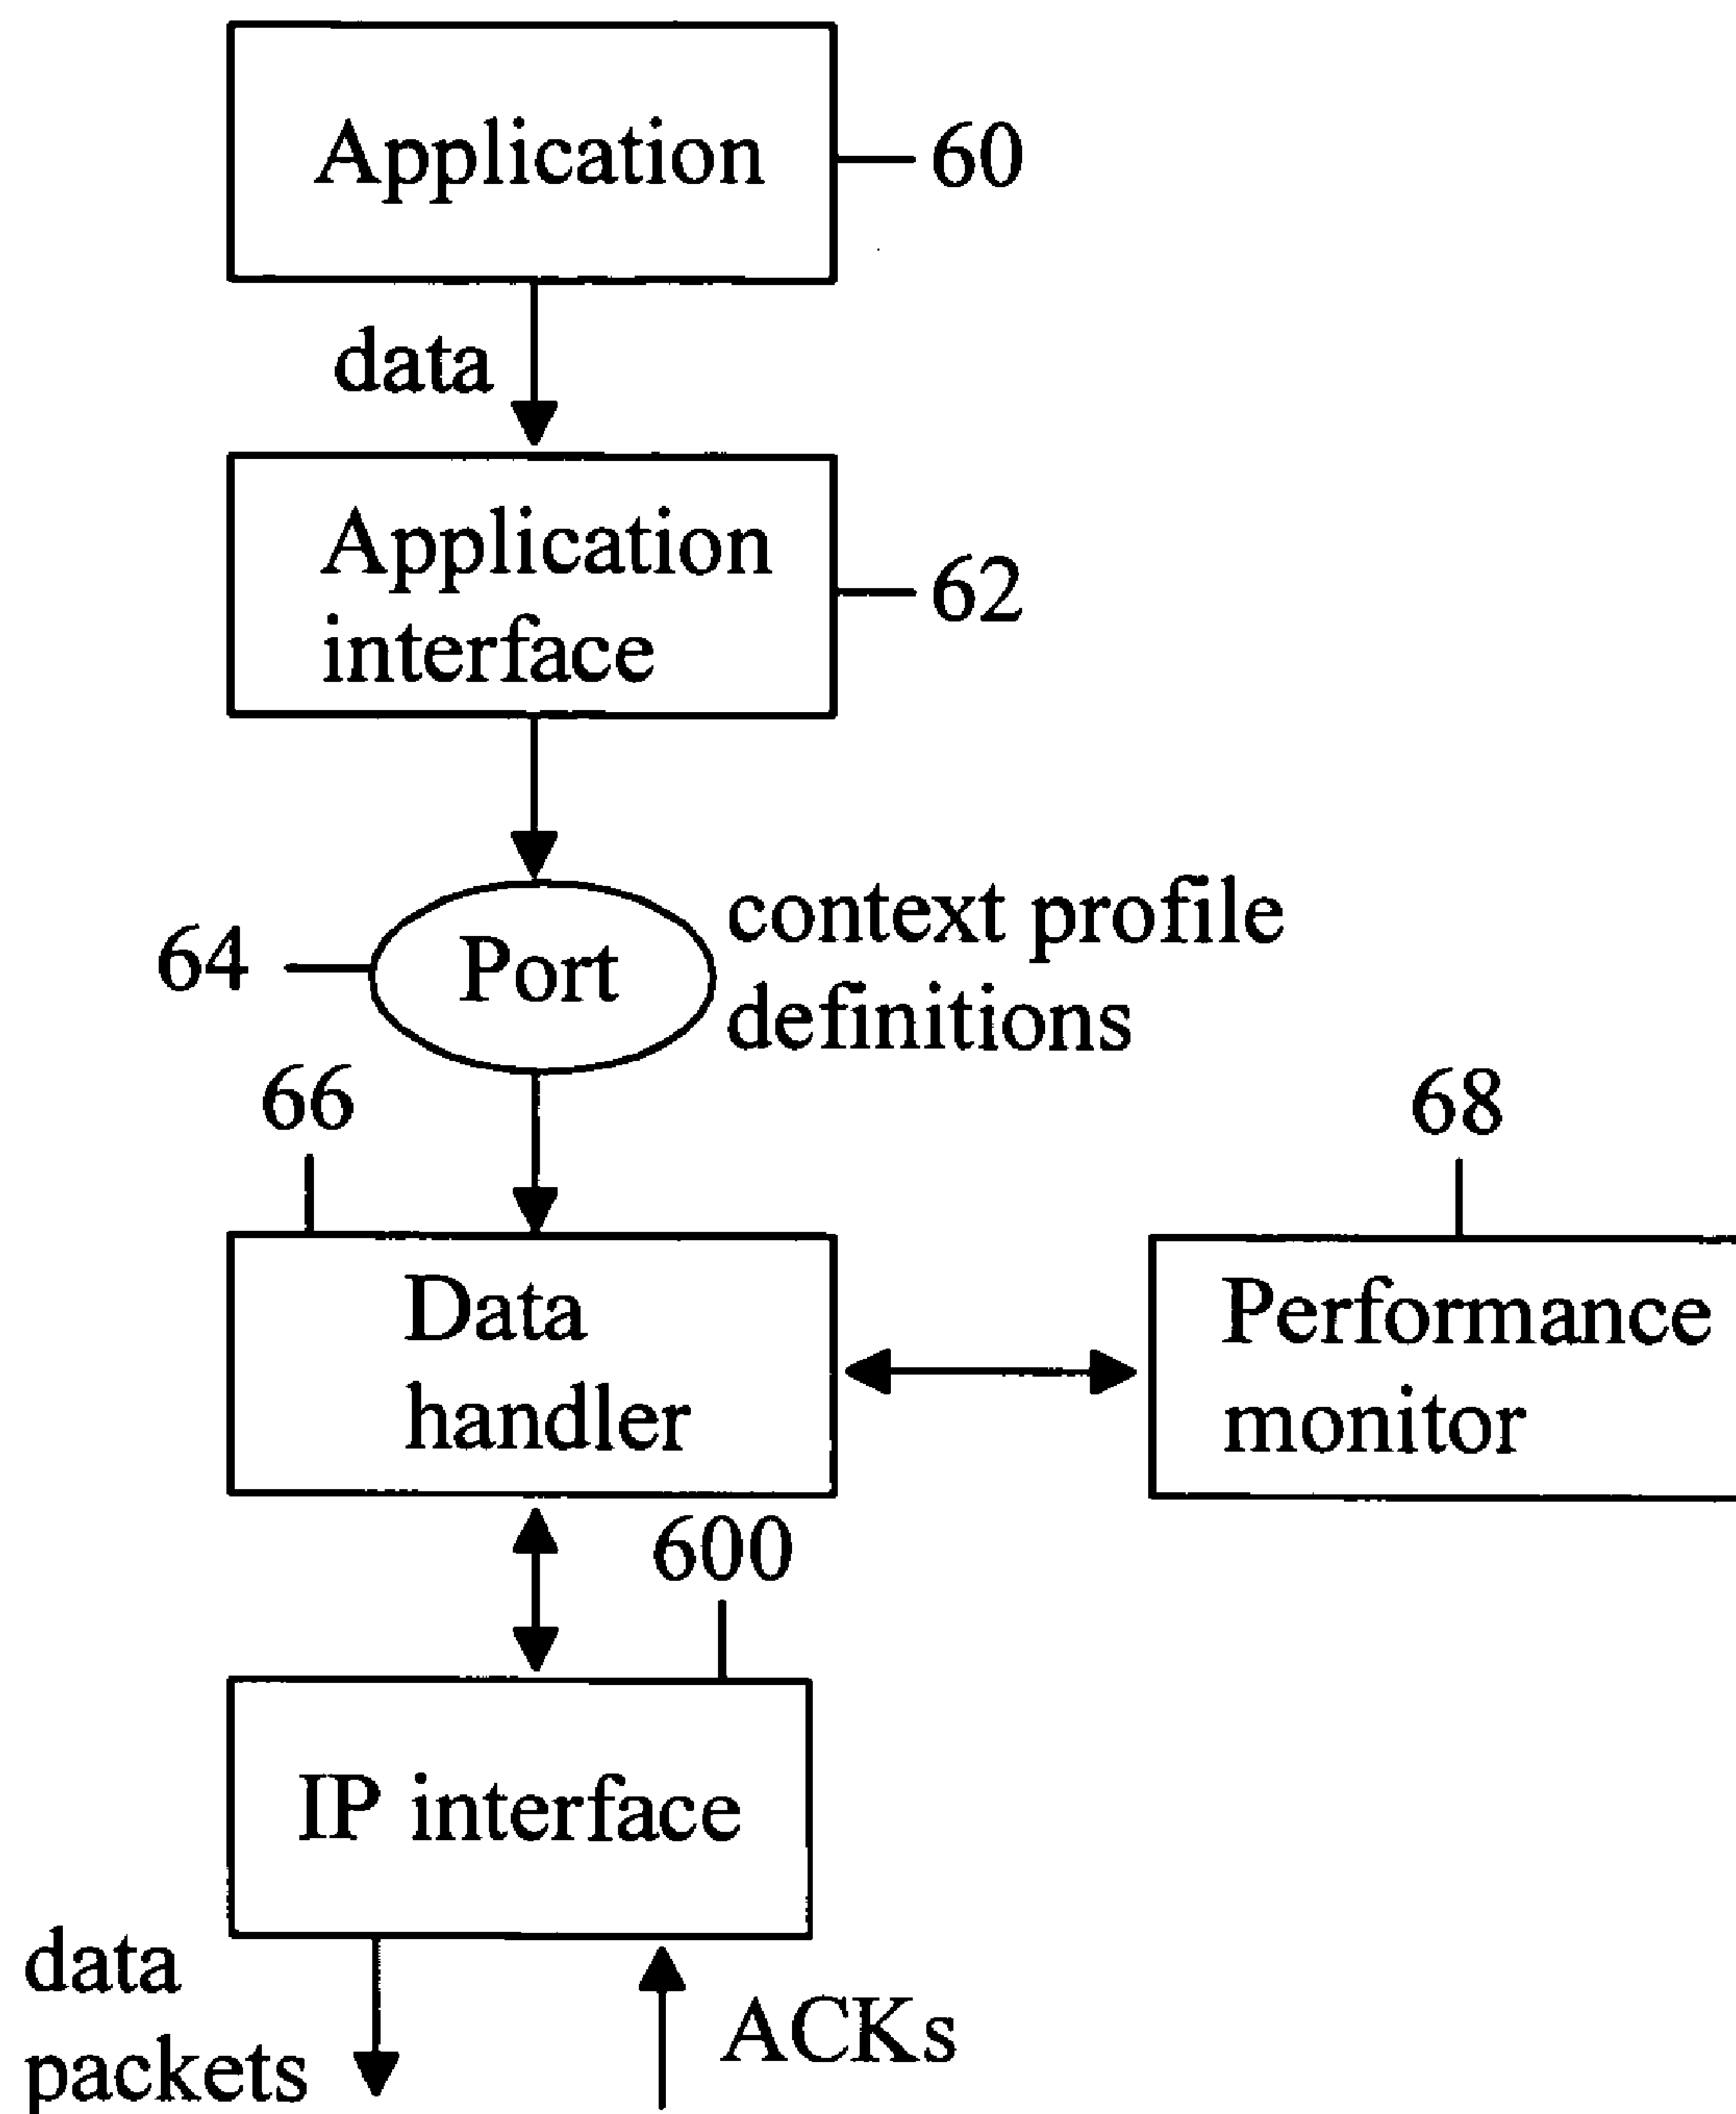 Application
60
data
Application
interface
62
64
Port
context profile
definitions
66
68
Data
handler
Performance
monitor
600
IP interface
data
packets
ACKs